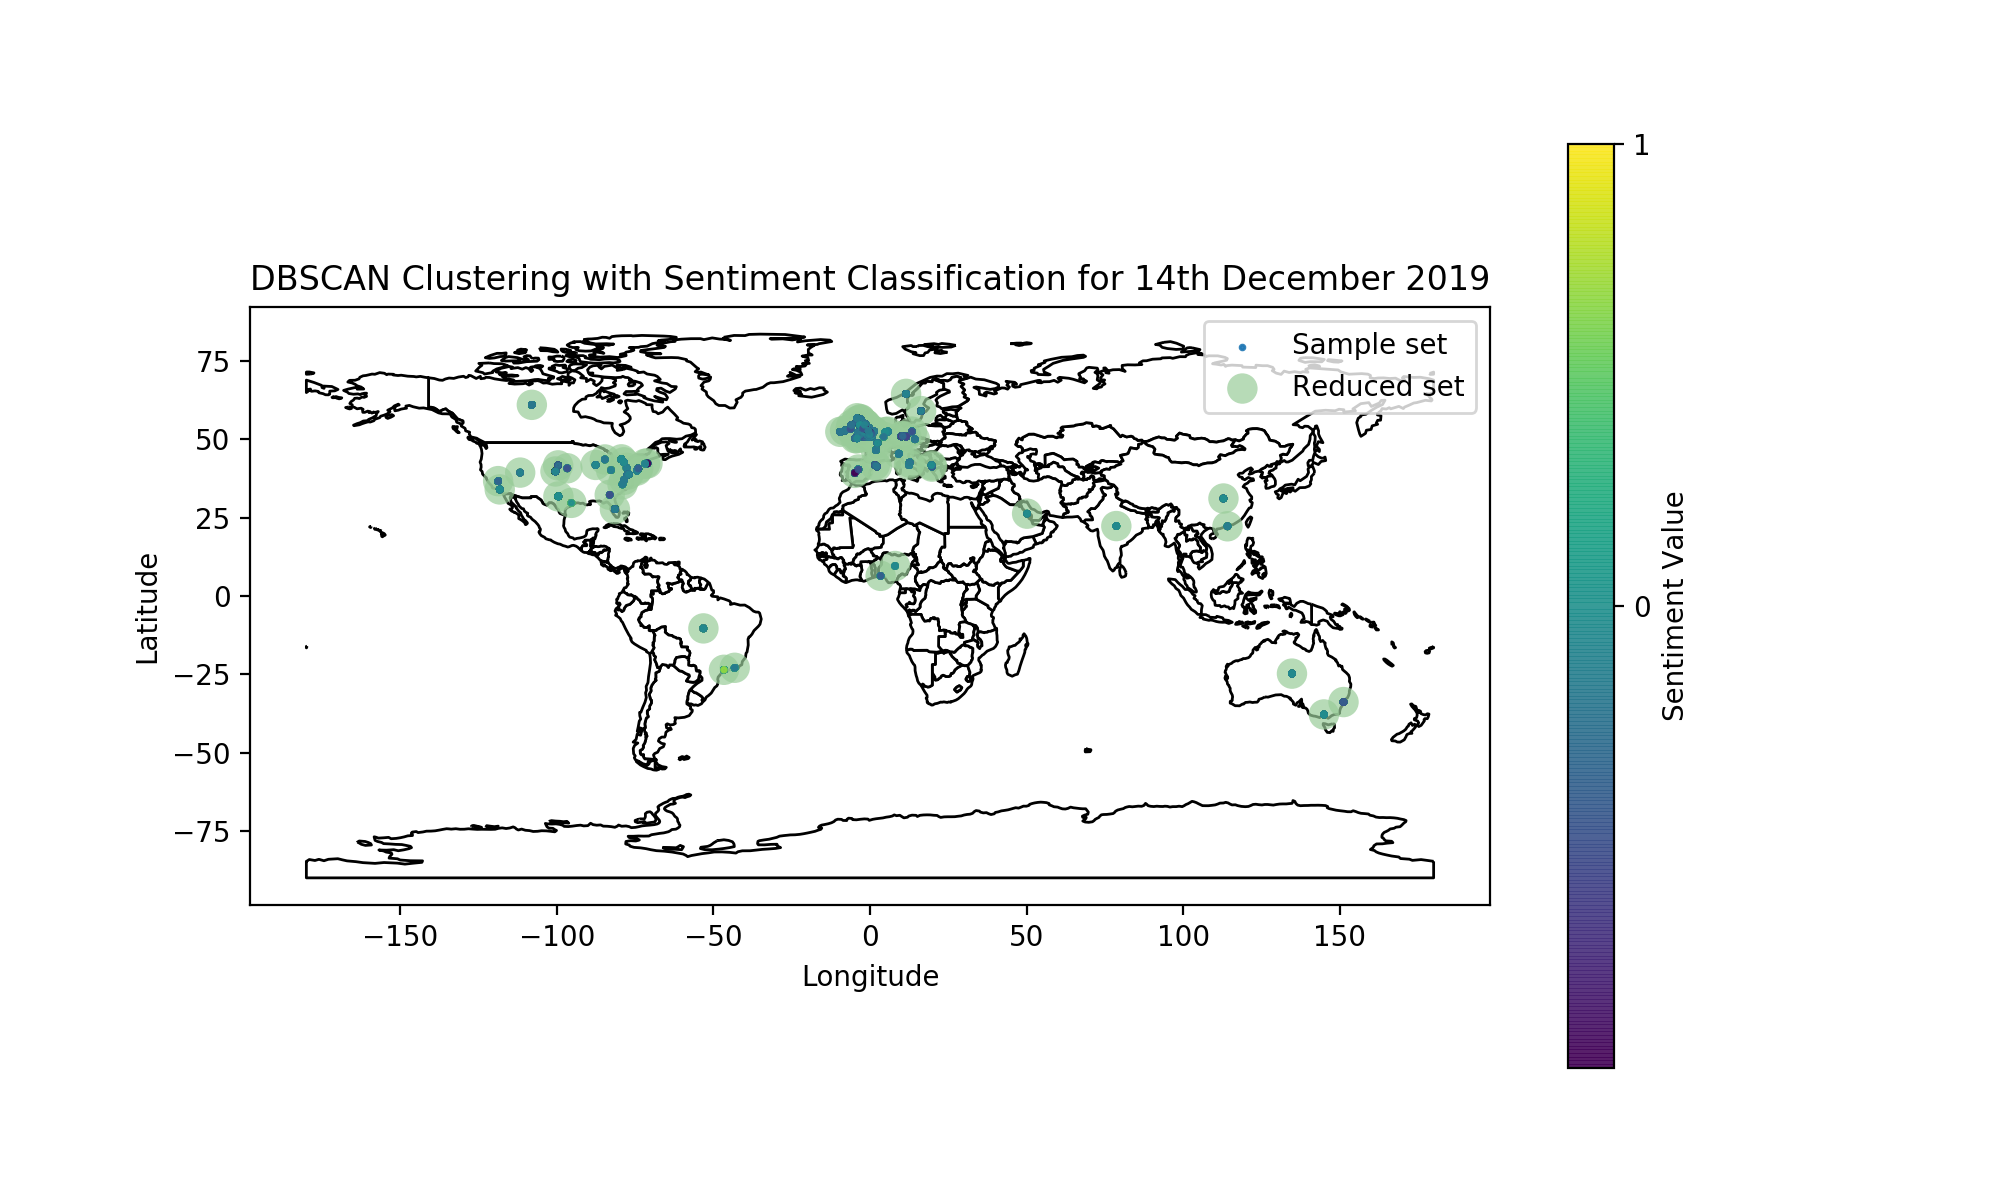 DBSCAN Clustering with Sentiment Classification for 14th December 2019
Sample set
Reduced set
75
50
25
0
−25
−50
−75
Latitude
−150
−100
−50
0
50
100
150
Longitude
1
0
Sentiment Value